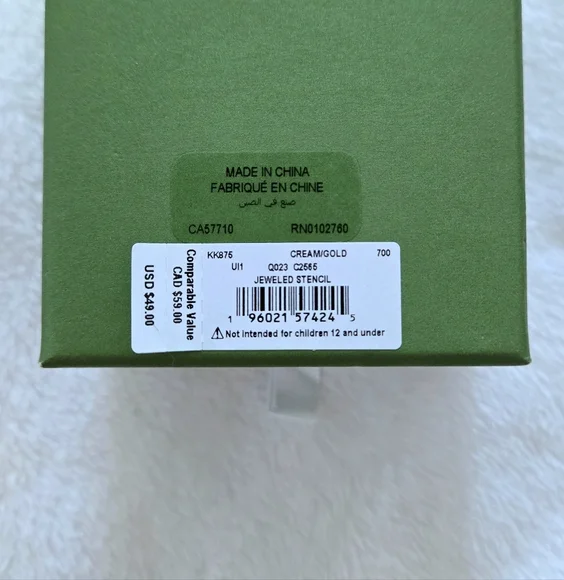 MADE IN CHINA
FABRIQUÉ EN CHINE
صنع في الصين
CA57710 RN0102760
KK875 CREAM/GOLD 700
UI1 Q023 C2565
JEWELED STENCIL
1 96021 57424 5
⚠ Not intended for children 12 and under
Comparable Value
CAD $59.00
USD $49.00